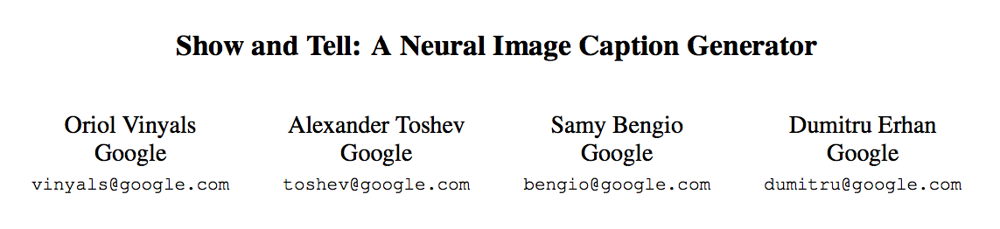 Show and Tell: A Neural Image Caption Generator
Oriol Vinyals
Google
vinyals@google.com
Alexander Toshev
Google
toshev@google.com
Samy Bengio
Google
bengio@google.com
Dumitru Erhan
Google
dumitru@google.com